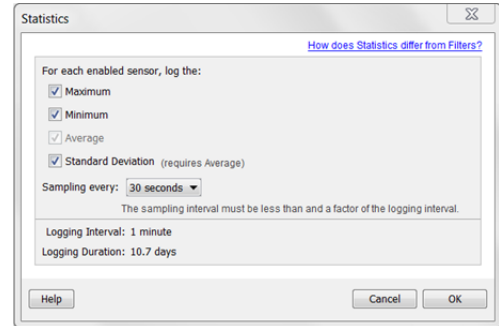 Statistics
How does Statistics differ from Filters?
For each enabled sensor, log the:
Maximum
Minimum
Average
Standard Deviation (requires Average)
Sampling every: 30 seconds
The sampling interval must be less than and a factor of the logging interval.
Logging Interval: 1 minute
Logging Duration: 10.7 days
Help Cancel OK